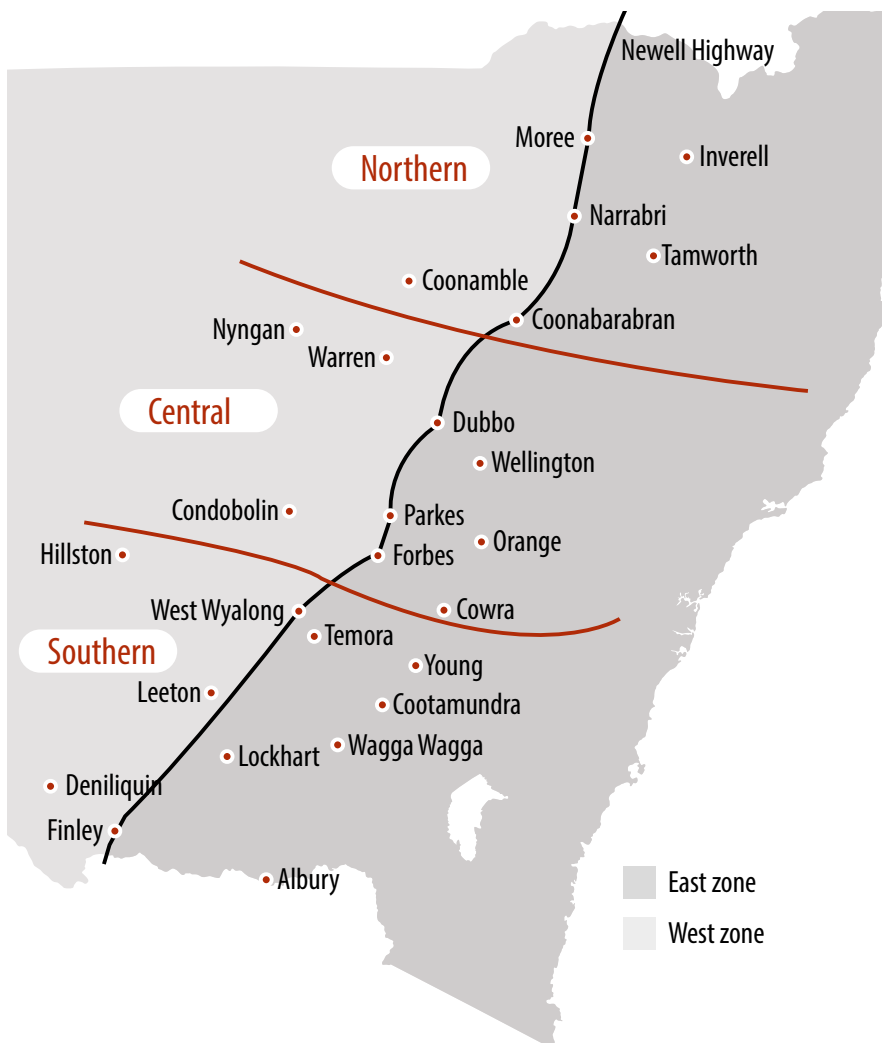 Newell Highway
Moree
Inverell
Northern
Narrabri
Tamworth
Coonamble
Coonabarabran
Nyngan
Warren
Central
Dubbo
Wellington
Condobolin
Parkes
Orange
Hillston
Forbes
West Wyalong
Cowra
Temora
Southern
Young
Leeton
Cootamundra
Wagga Wagga
Lockhart
Deniliquin
Finley
Albury
East zone
West zone